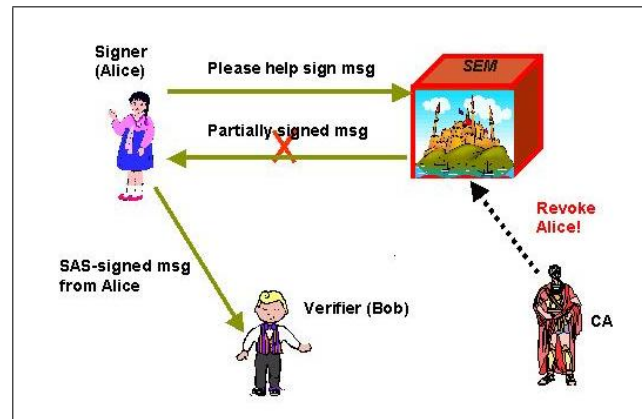 Signer
(Alice)
Please help sign msg
SEM
Partially signed msg
Revoke
Alice!
SAS-signed msg
from Alice
Verifier (Bob)
CA